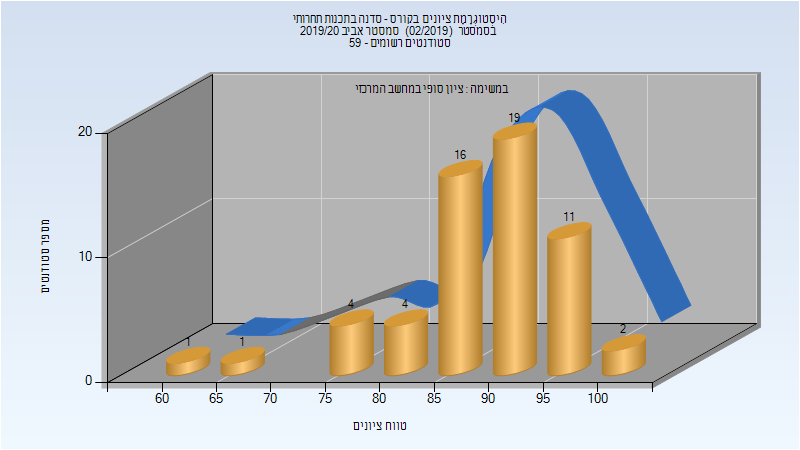 היסטוגרמת ציונים בקורס - סדנה בתכנות תחרותי
בסמסטר (02/2019) סמסטר אביב 2019/20
סטודנטים רשומים - 59
במשימה : ציון סופי במחשב המרכזי
מספר סטודנטים
20
10
0
1
1
4
4
16
19
11
2
60 65 70 75 80 85 90 95 100
טווח ציונים